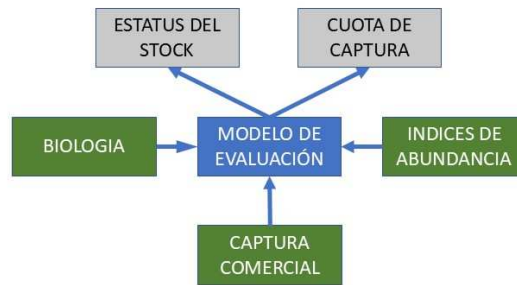 ESTATUS DEL
STOCK
CUOTA DE
CAPTURA
BIOLOGIA
MODELO DE
EVALUACIÓN
INDICES DE
ABUNDANCIA
CAPTURA
COMERCIAL